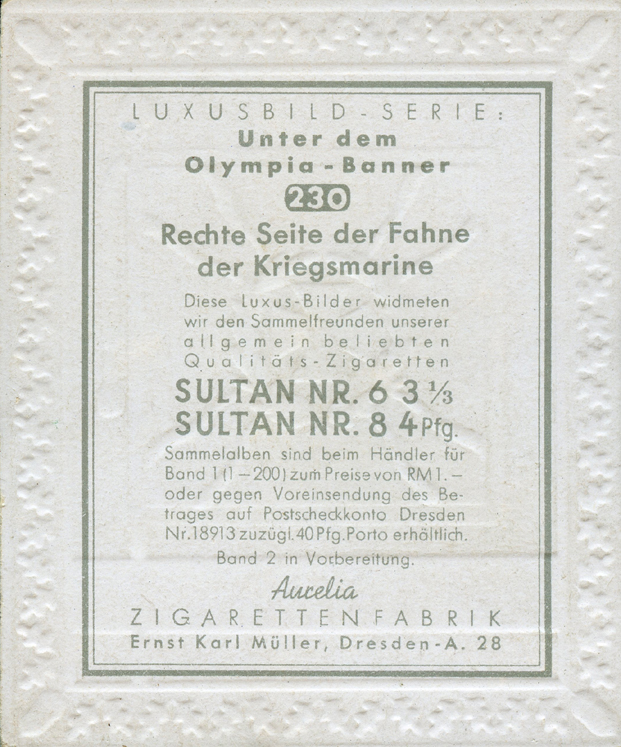 LUXUSBILD-SERIE:
Unter dem
Olympia-Banner
230
Rechte Seite der Fahne
der Kriegsmarine
Diese Luxus-Bilder widmeten
wir den Sammelfreunden unserer
allgemein beliebten
Qualitäts-Zigaretten
SULTAN NR. 6 3 1/3
SULTAN NR. 8 4 Pfg.
Sammelalben sind beim Händler für
Band 1 (1-200) zum Preise von RM 1.-
oder gegen Voreinsendung des Be-
trages auf Postscheckkonto Dresden
Nr. 18913 zuzügl. 40 Pfg. Porto erhältlich.
Band 2 in Vorbereitung.
Aurelia
ZIGARETTENFABRIK
Ernst Karl Müller, Dresden-A. 28